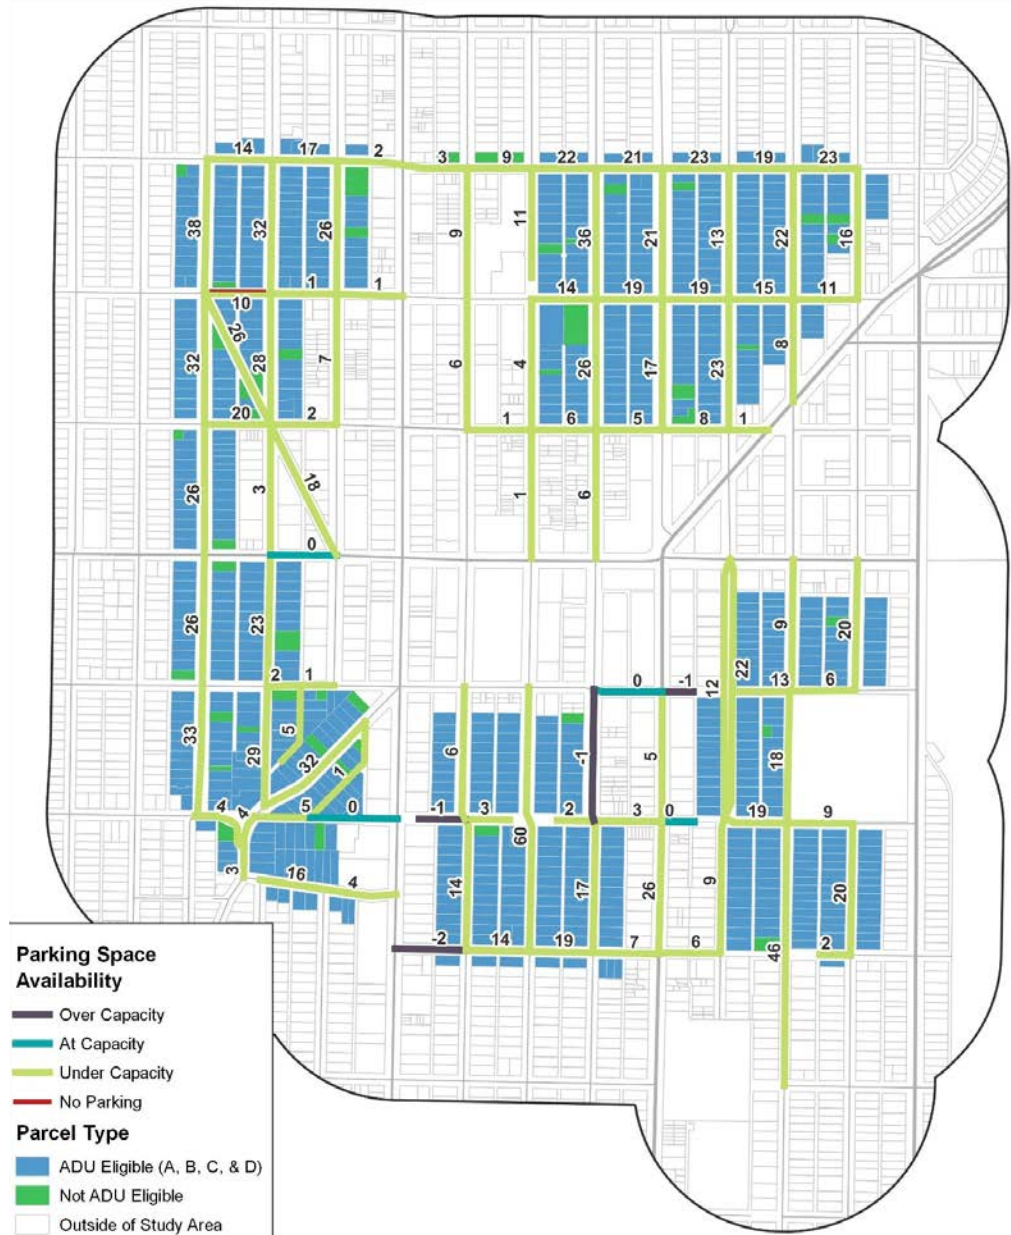 14 17 2 3 9 22 21 23 19 23
38 32 26 9 11 36 21 13 22 16
1 1 14 19 19 15 11
10
26
32 28 7 6 4 26 17 23 8
20 2 1 6 5 8 1
26 3 18 1 6
0
26 23 22 9 20
2 1 0 -1 12 13 6
33 29 5 32 1 6 -1 5 18
4 4 5 0 -1 3 2 3 0 19 9
60
3 16 4 14 17 26 9 20
-2 14 19 7 6 46 2
Parking Space
Availability
Over Capacity
At Capacity
Under Capacity
No Parking
Parcel Type
ADU Eligible (A, B, C, & D)
Not ADU Eligible
Outside of Study Area